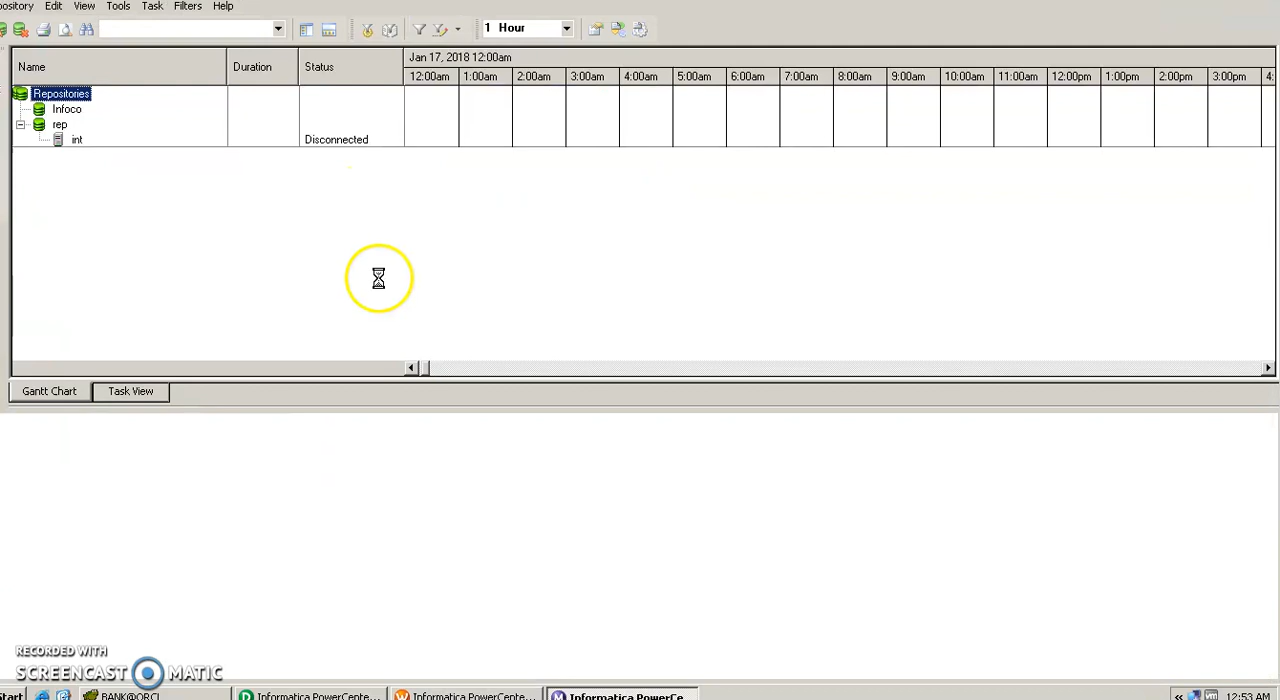 pository Edit View Tools Task Filters Help
1 Hour
Name Duration Status Jan 17, 2018 12:00am
12:00am 1:00am 2:00am 3:00am 4:00am 5:00am 6:00am 7:00am 8:00am 9:00am 10:00am 11:00am 12:00pm 1:00pm 2:00pm 3:00pm 4:
Repositories
Infoco
rep
int Disconnected
Gantt Chart Task View
RECORDED WITH
SCREENCAST MATIC
Start BANK@ORCL Informatica PowerCente... Informatica PowerCente... Informatica PowerCe... 12:53 AM